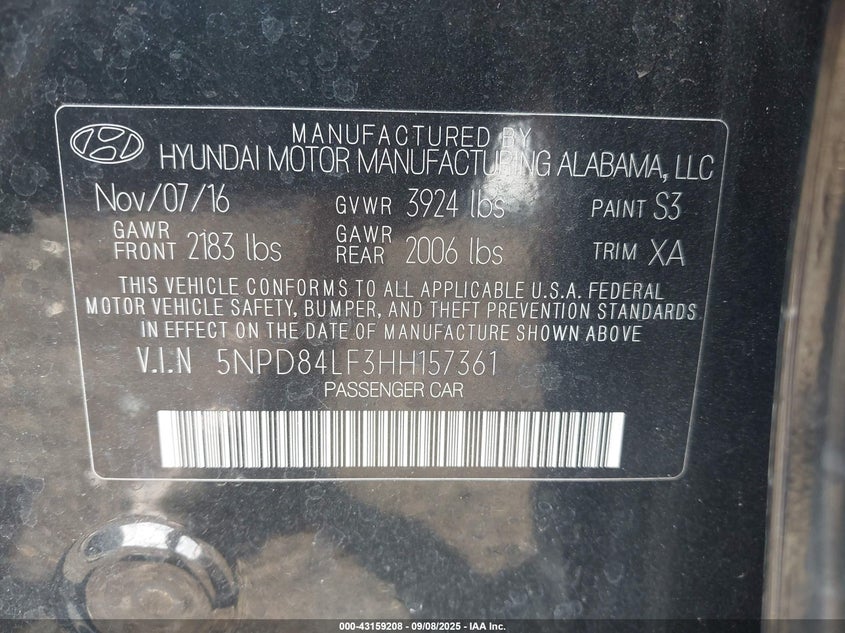 MANUFACTURED BY
HYUNDAI MOTOR MANUFACTURING ALABAMA, LLC
Nov/07/16 GVWR 3924 lbs PAINT S3
GAWR FRONT 2183 lbs GAWR REAR 2006 lbs TRIM XA
THIS VEHICLE CONFORMS TO ALL APPLICABLE U.S.A. FEDERAL
MOTOR VEHICLE SAFETY, BUMPER, AND THEFT PREVENTION STANDARDS
IN EFFECT ON THE DATE OF MANUFACTURE SHOWN ABOVE
V.I.N 5NPD84LF3HH157361
PASSENGER CAR
000-43159208 - 09/08/2025 - IAA Inc.